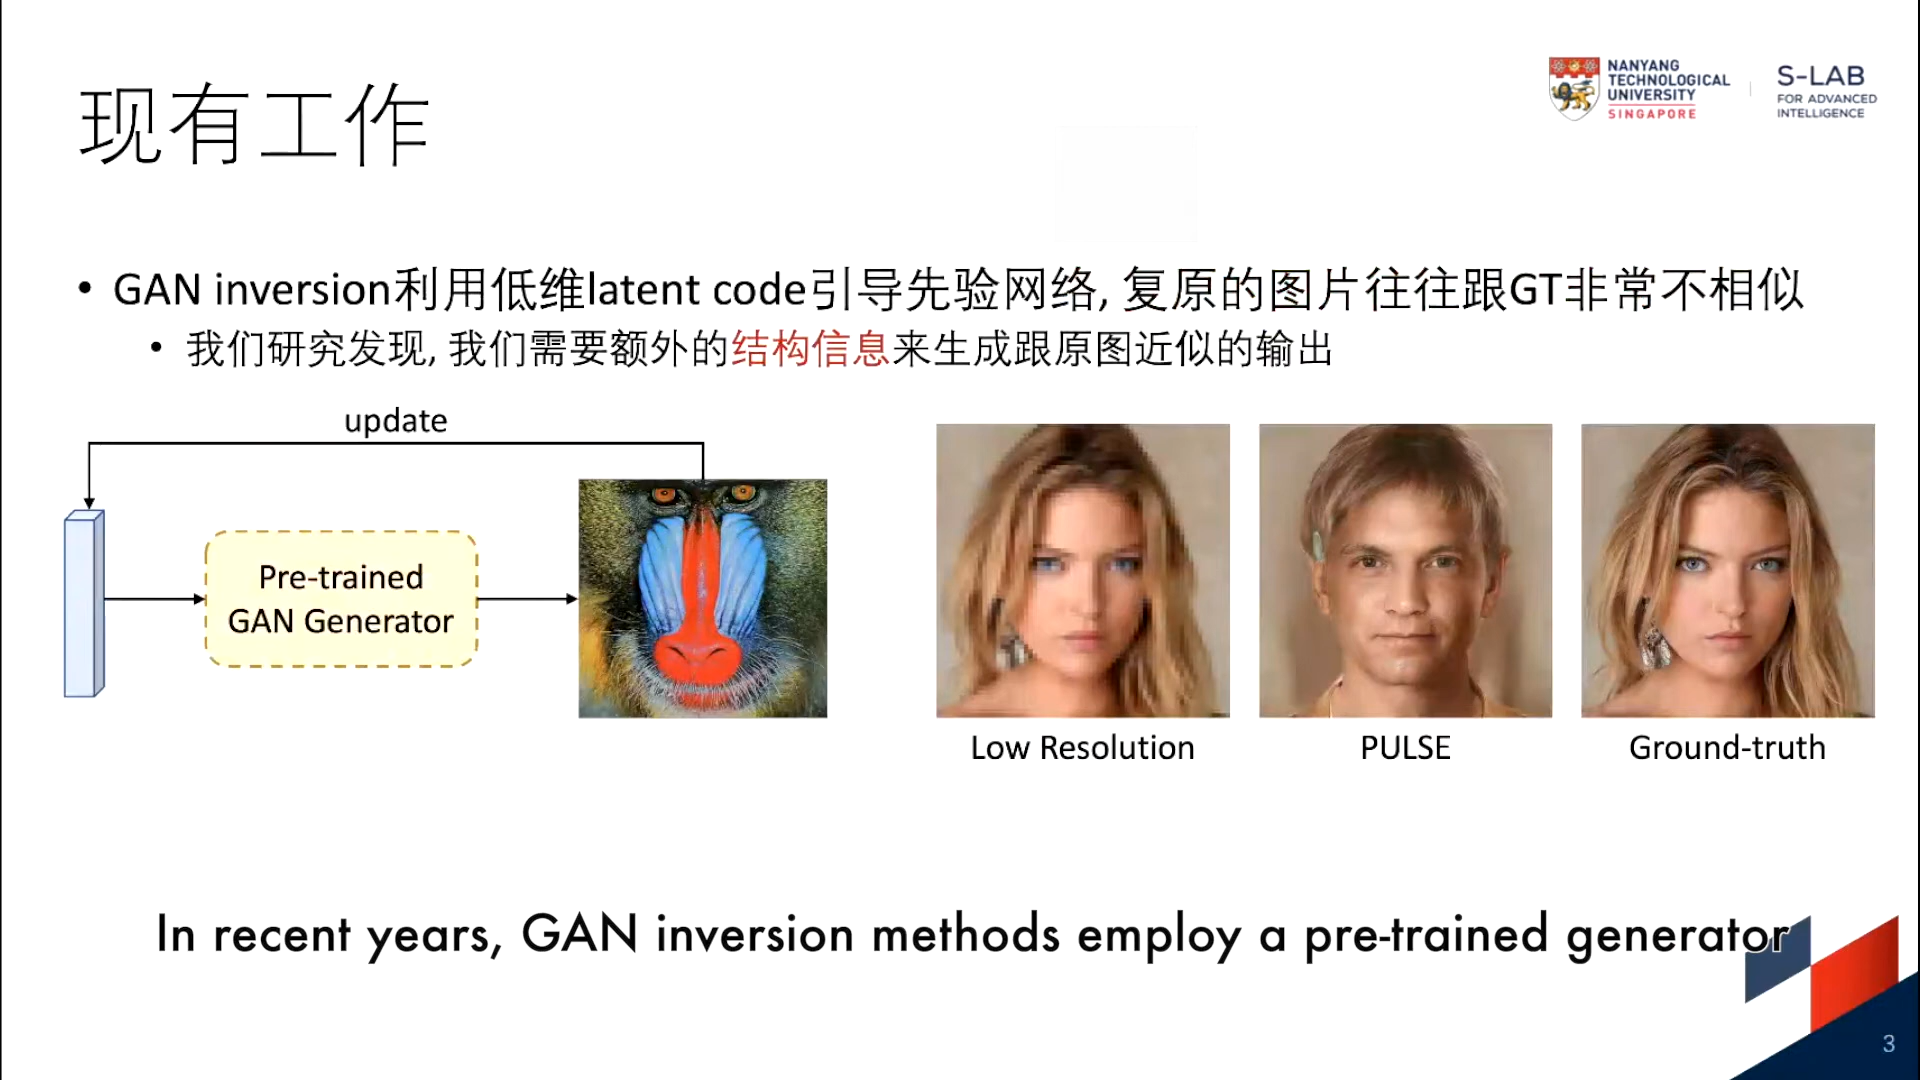 现有工作
NANYANG
TECHNOLOGICAL
UNIVERSITY
SINGAPORE
S-LAB
FOR ADVANCED
INTELLIGENCE
• GAN inversion利用低维latent code引导先验网络, 复原的图片往往跟GT非常不相似
• 我们研究发现, 我们需要额外的结构信息来生成跟原图近似的输出
update
Pre-trained
GAN Generator
Low Resolution
PULSE
Ground-truth
In recent years, GAN inversion methods employ a pre-trained generator
3